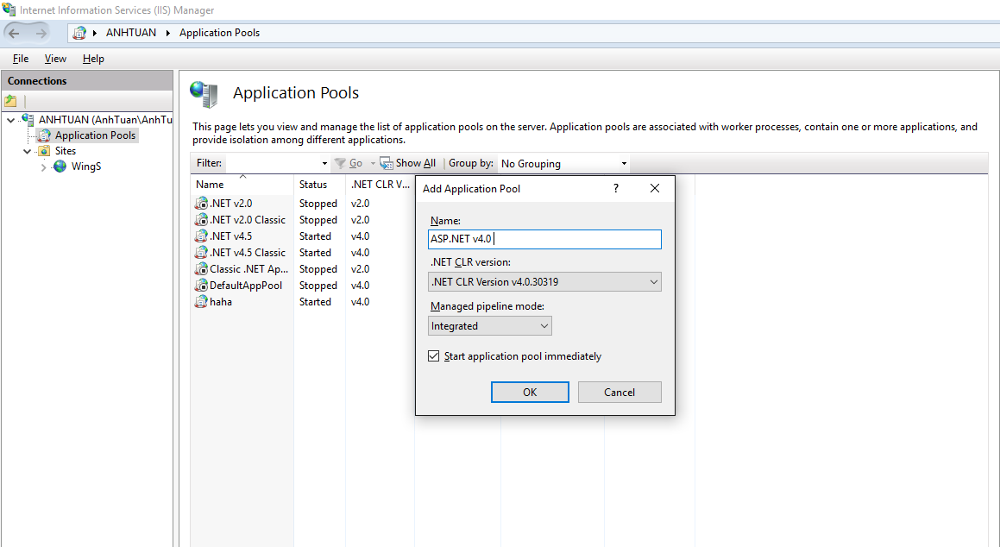 Internet Information Services (IIS) Manager
ANHTUAN Application Pools
File View Help
Connections
ANHTUAN (AnhTuan\AnhTu
Application Pools
Sites
WingS
Application Pools
This page lets you view and manage the list of application pools on the server. Application pools are associated with worker processes, contain one or more applications, and
provide isolation among different applications.
Filter: Go Show All Group by: No Grouping
Name Status .NET CLR V...
.NET v2.0 Stopped v2.0
.NET v2.0 Classic Stopped v2.0
.NET v4.5 Started v4.0
.NET v4.5 Classic Started v4.0
Classic .NET Ap... Stopped v2.0
DefaultAppPool Stopped v4.0
haha Started v4.0
Add Application Pool ?
Name:
ASP.NET v4.0
.NET CLR version:
.NET CLR Version v4.0.30319
Managed pipeline mode:
Integrated
Start application pool immediately
OK Cancel